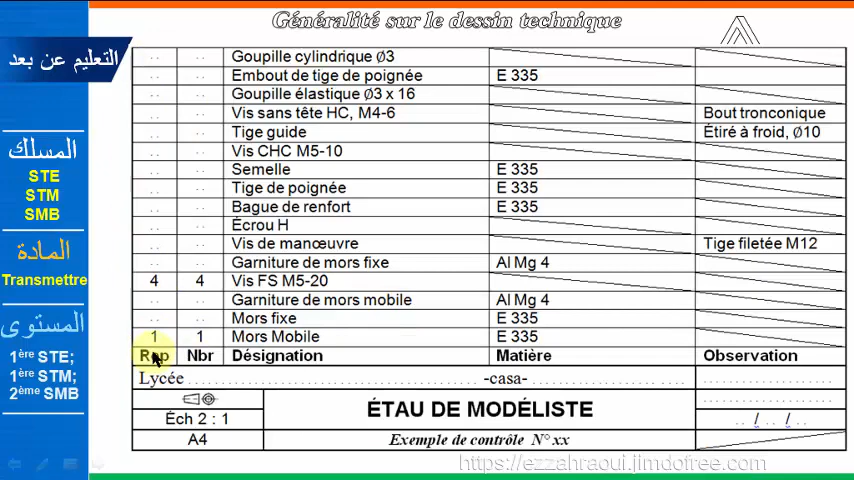 Généralité sur le dessin technique
التعليم عن بعد
المسلك
STE
STM
SMB
المادة
Transmettre
المستوى
1ère STE;
1ère STM;
2ème SMB
.. .. Goupille cylindrique Ø3
.. .. Embout de tige de poignée E 335
.. .. Goupille élastique Ø3 x 16
.. .. Vis sans tête HC, M4-6 Bout tronconique
.. .. Tige guide Étiré à froid, Ø10
.. .. Vis CHC M5-10
.. .. Semelle E 335
.. .. Tige de poignée E 335
.. .. Bague de renfort E 335
.. .. Écrou H
.. .. Vis de manœuvre Tige filetée M12
.. .. Garniture de mors fixe Al Mg 4
4 4 Vis FS M5-20
.. .. Garniture de mors mobile Al Mg 4
.. .. Mors fixe E 335
1 1 Mors Mobile E 335
Rep Nbr Désignation Matière Observation
Lycée ........................ -casa- ........................
Éch 2 : 1
ÉTAU DE MODÉLISTE
.. / .. / ..
A4
Exemple de contrôle N° xx
https://ezzahraoui.jimdofree.com